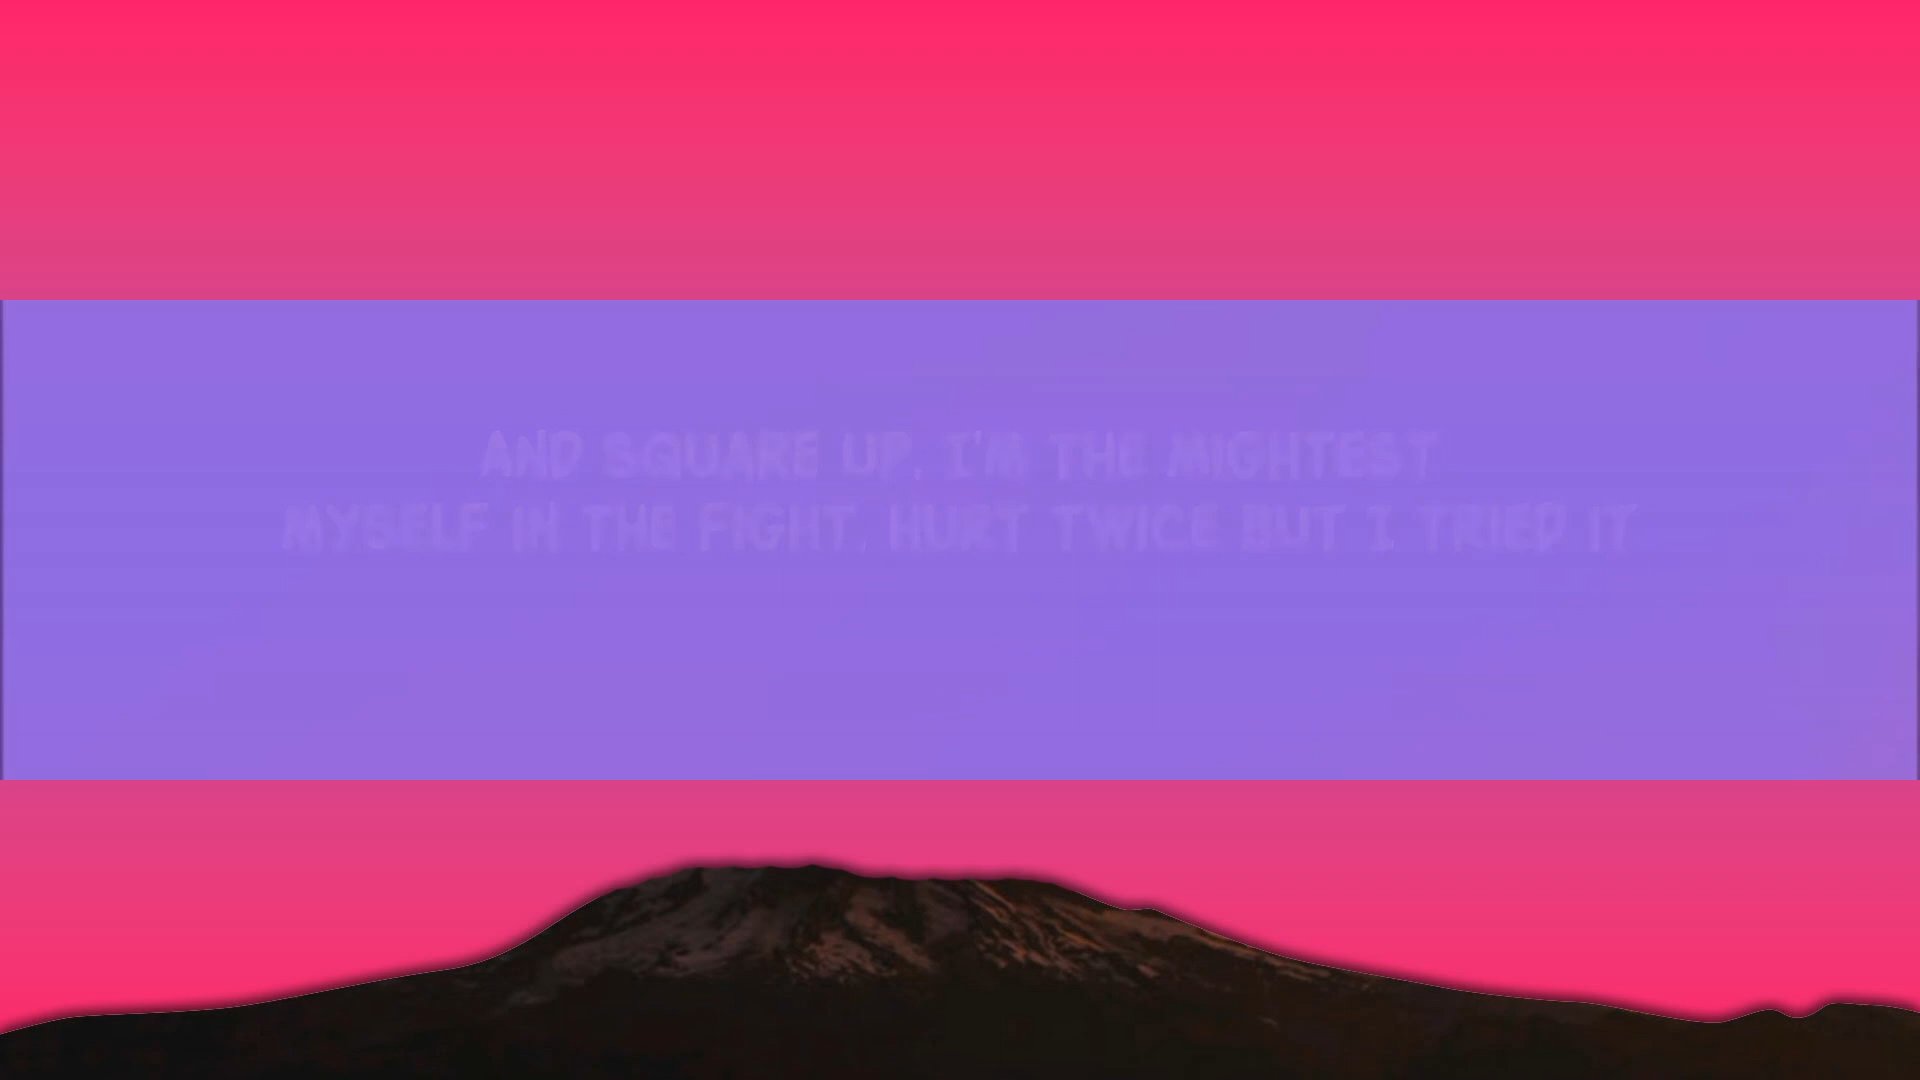 AND SQUARE UP, I'M THE MIGHTEST
MYSELF IN THE FIGHT, HURT TWICE BUT I TRIED IT